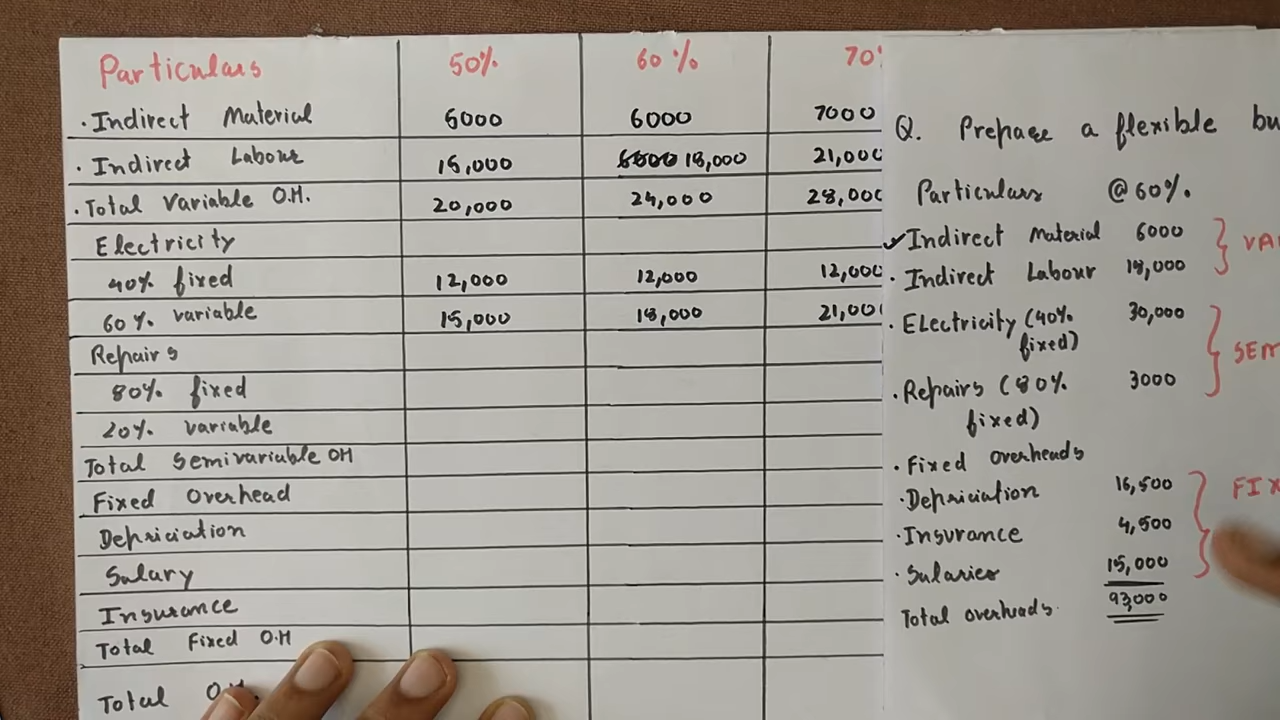 Particulars 50% 60% 70%
. Indirect Material 5000 6000 7000
. Indirect Labour 15,000 18,000 21,000
. Total Variable O.H. 20,000 24,000 28,000
Electricity
40% fixed 12,000 12,000 12,000
60%. variable 15,000 18,000 21,000
Repairs
80% fixed
20%. variable
Total semivariable OH
Fixed Overhead
Depriciation
Salary
Insurance
Total Fixed O.H
Total
Q. Prepare a flexible bu
Particulars @60%.
Indirect Material 6000
. Indirect Labour 18,000
VA
. Electricity (40% 30,000
fixed)
SEM
. Repairs (80% 3000
fixed)
. Fixed overheads
. Depriciation 16,500
FIX
. Insurance 4,500
. Salaries 15,000
Total overheads. 93,000